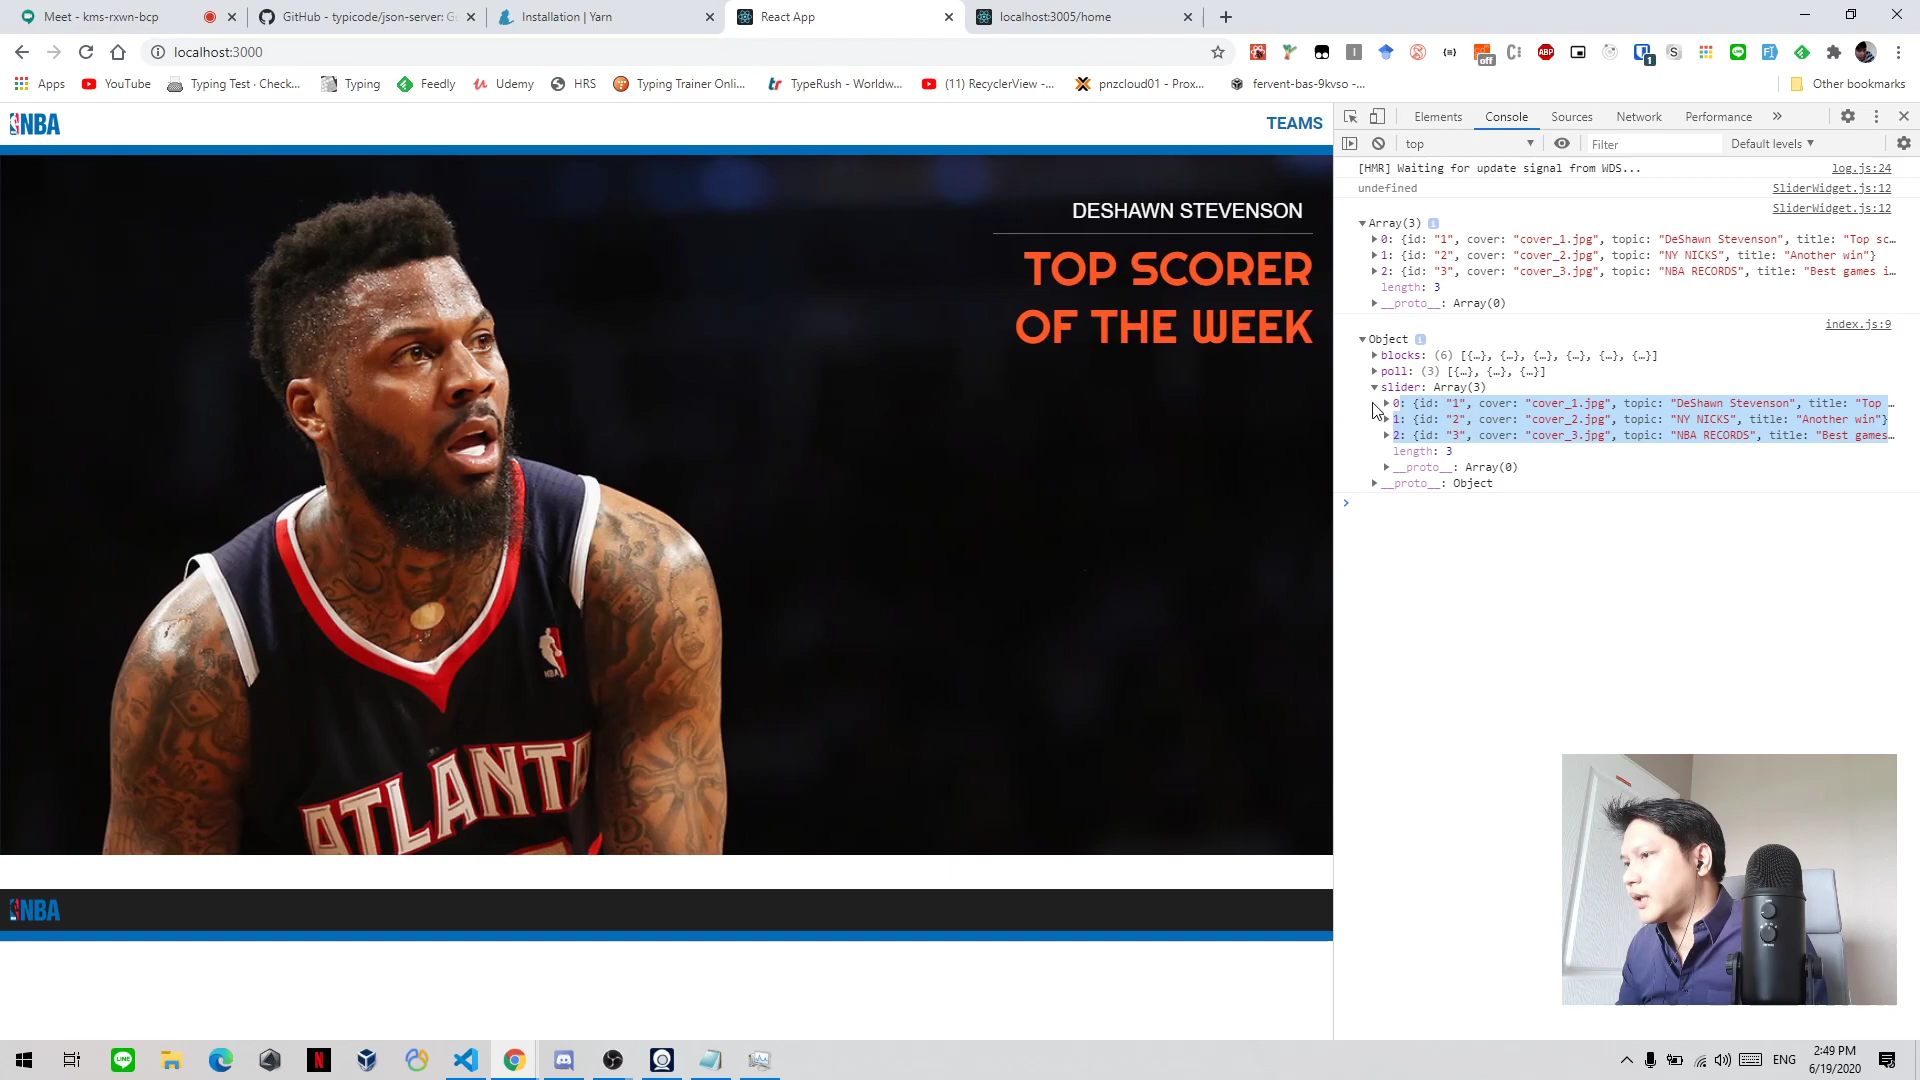 Meet - kms-rxwn-bcp
GitHub - typicode/json-server: Ge
Installation | Yarn
React App
localhost:3005/home
localhost:3000
Apps
YouTube
Typing Test · Check...
Typing
Feedly
Udemy
HRS
Typing Trainer Onli...
TypeRush - Worldw...
(11) RecyclerView -...
pnzcloud01 - Prox...
fervent-bas-9kvso -...
Other bookmarks
NBA
TEAMS
DESHAWN STEVENSON
TOP SCORER
OF THE WEEK
ATLANT
NBA
Elements
Console
Sources
Network
Performance
top
Filter
Default levels
[HMR] Waiting for update signal from WDS...
log.js:24
undefined
SliderWidget.js:12
SliderWidget.js:12
Array(3)
0: {id: "1", cover: "cover_1.jpg", topic: "DeShawn Stevenson", title: "Top sc…
1: {id: "2", cover: "cover_2.jpg", topic: "NY NICKS", title: "Another win"}
2: {id: "3", cover: "cover_3.jpg", topic: "NBA RECORDS", title: "Best games i…
length: 3
__proto__: Array(0)
index.js:9
Object
blocks: (6) [{…}, {…}, {…}, {…}, {…}, {…}]
poll: (3) [{…}, {…}, {…}]
slider: Array(3)
0: {id: "1", cover: "cover_1.jpg", topic: "DeShawn Stevenson", title: "Top …
1: {id: "2", cover: "cover_2.jpg", topic: "NY NICKS", title: "Another win"}
2: {id: "3", cover: "cover_3.jpg", topic: "NBA RECORDS", title: "Best games…
length: 3
__proto__: Array(0)
__proto__: Object
NBA
ENG
2:49 PM
6/19/2020